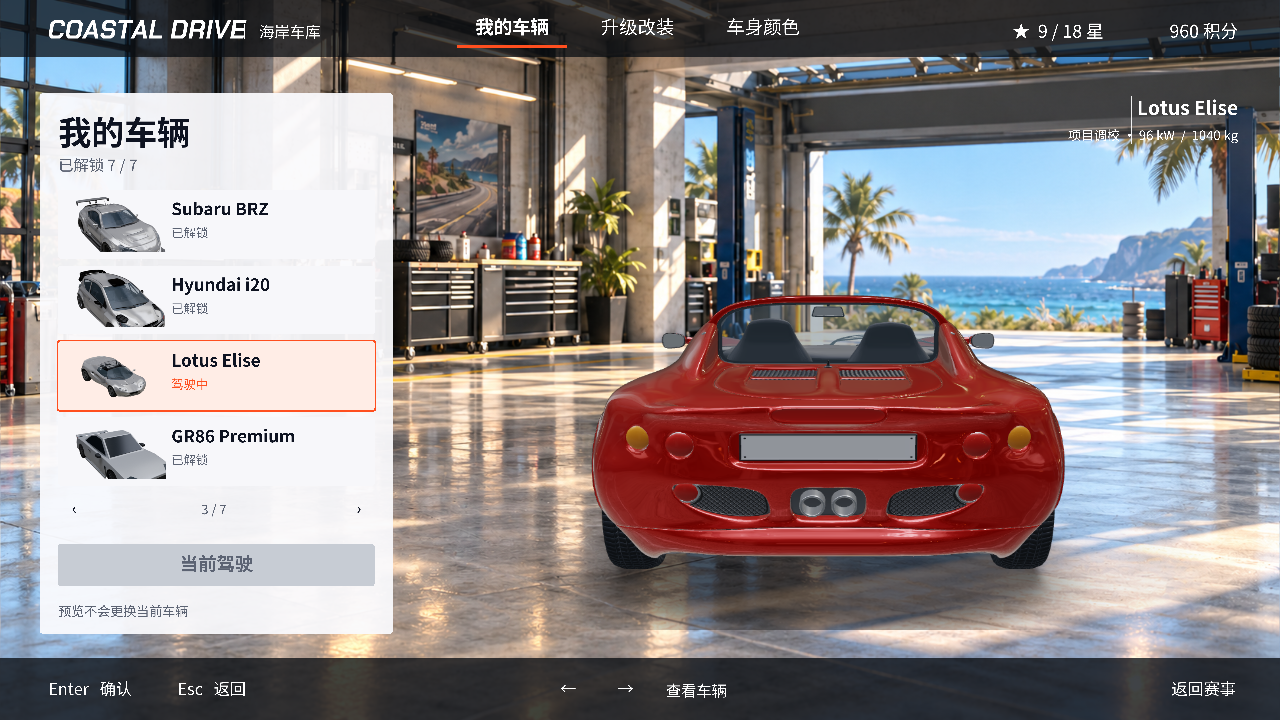 COASTAL DRIVE 海岸车库
我的车辆 升级改装 车身颜色
★ 9 / 18 星 960 积分
Lotus Elise
项目调校 · 96 kW / 1040 kg
我的车辆
已解锁 7 / 7
Subaru BRZ
已解锁
Hyundai i20
已解锁
Lotus Elise
驾驶中
GR86 Premium
已解锁
‹ 3 / 7 ›
当前驾驶
预览不会更换当前车辆
Enter 确认 Esc 返回 ← → 查看车辆 返回赛事